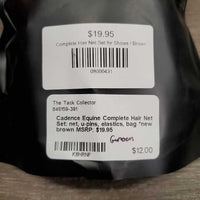 $19.95
Complete Hair Net Set for Shows / Brown
08000431
The Tack Collector
Cadence Equine Complete Hair Net
Set: net, u-pins, elastics, bag *new
brown MSRP: $19.95
$12.00